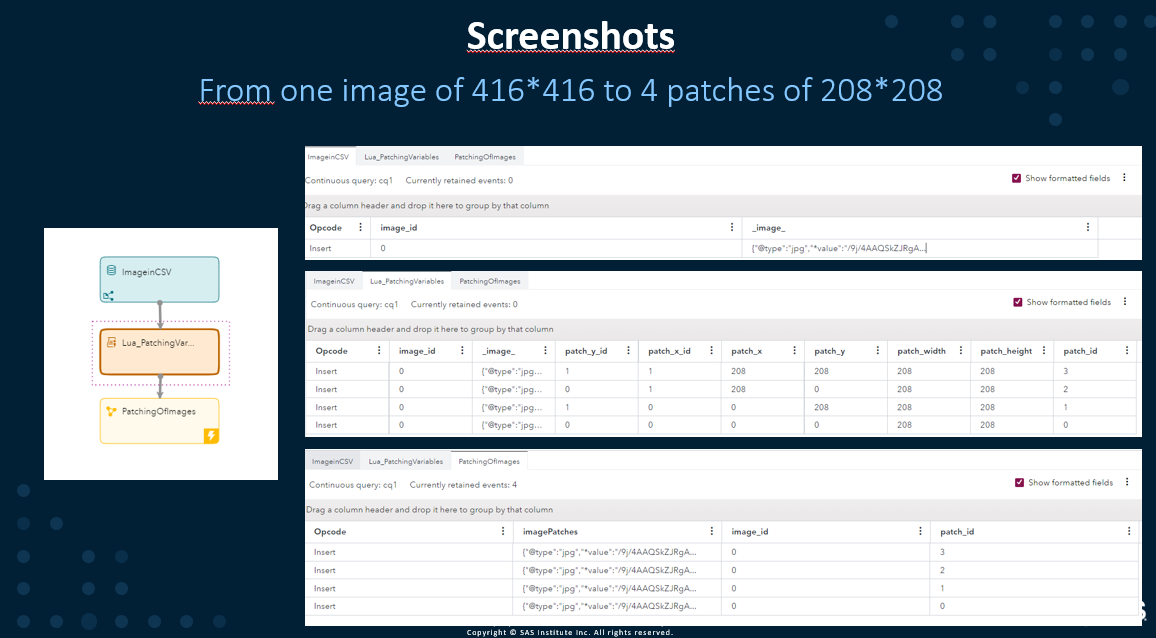 Screenshots
From one image of 416*416 to 4 patches of 208*208
ImageinCSV
Lua_PatchingVar...
PatchingOfImages
ImageinCSV Lua_PatchingVariables PatchingOfImages
Continuous query: cq1 Currently retained events: 0 Show formatted fields
Drag a column header and drop it here to group by that column
Opcode image_id _image_
Insert 0 {"@type":"jpg","*value":"/9j/4AAQSkZJRgA...
ImageinCSV Lua_PatchingVariables PatchingOfImages
Continuous query: cq1 Currently retained events: 0 Show formatted fields
Drag a column header and drop it here to group by that column
Opcode image_id _image_ patch_y_id patch_x_id patch_x patch_y patch_width patch_height patch_id
Insert 0 {"@type":"jpg... 1 1 208 208 208 208 3
Insert 0 {"@type":"jpg... 0 1 208 0 208 208 2
Insert 0 {"@type":"jpg... 1 0 0 208 208 208 1
Insert 0 {"@type":"jpg... 0 0 0 0 208 208 0
ImageinCSV Lua_PatchingVariables PatchingOfImages
Continuous query: cq1 Currently retained events: 4 Show formatted fields
Drag a column header and drop it here to group by that column
Opcode imagePatches image_id patch_id
Insert {"@type":"jpg","*value":"/9j/4AAQSkZJRgA... 0 3
Insert {"@type":"jpg","*value":"/9j/4AAQSkZJRgA... 0 2
Insert {"@type":"jpg","*value":"/9j/4AAQSkZJRgA... 0 1
Insert {"@type":"jpg","*value":"/9j/4AAQSkZJRgA... 0 0
Copyright © SAS Institute Inc. All rights reserved.